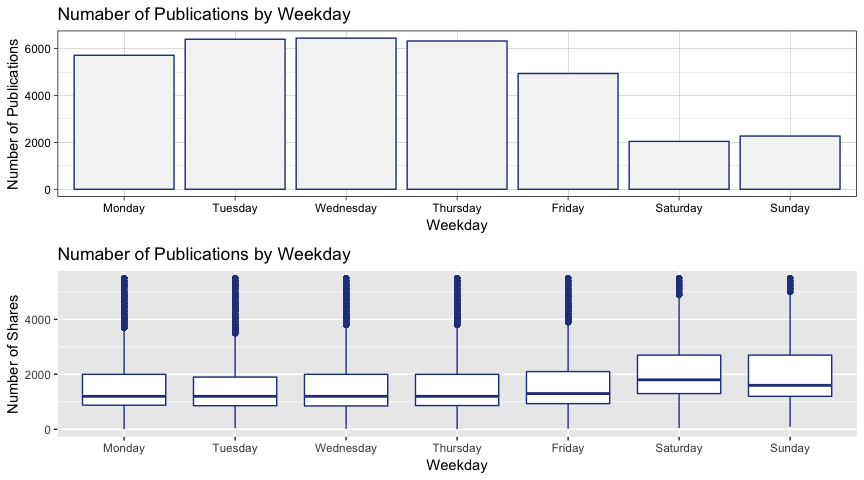 Numaber of Publications by Weekday
Number of Publications
6000
4000
2000
0
Monday Tuesday Wednesday Thursday Friday Saturday Sunday
Weekday
Numaber of Publications by Weekday
Number of Shares
4000
2000
0
Monday Tuesday Wednesday Thursday Friday Saturday Sunday
Weekday